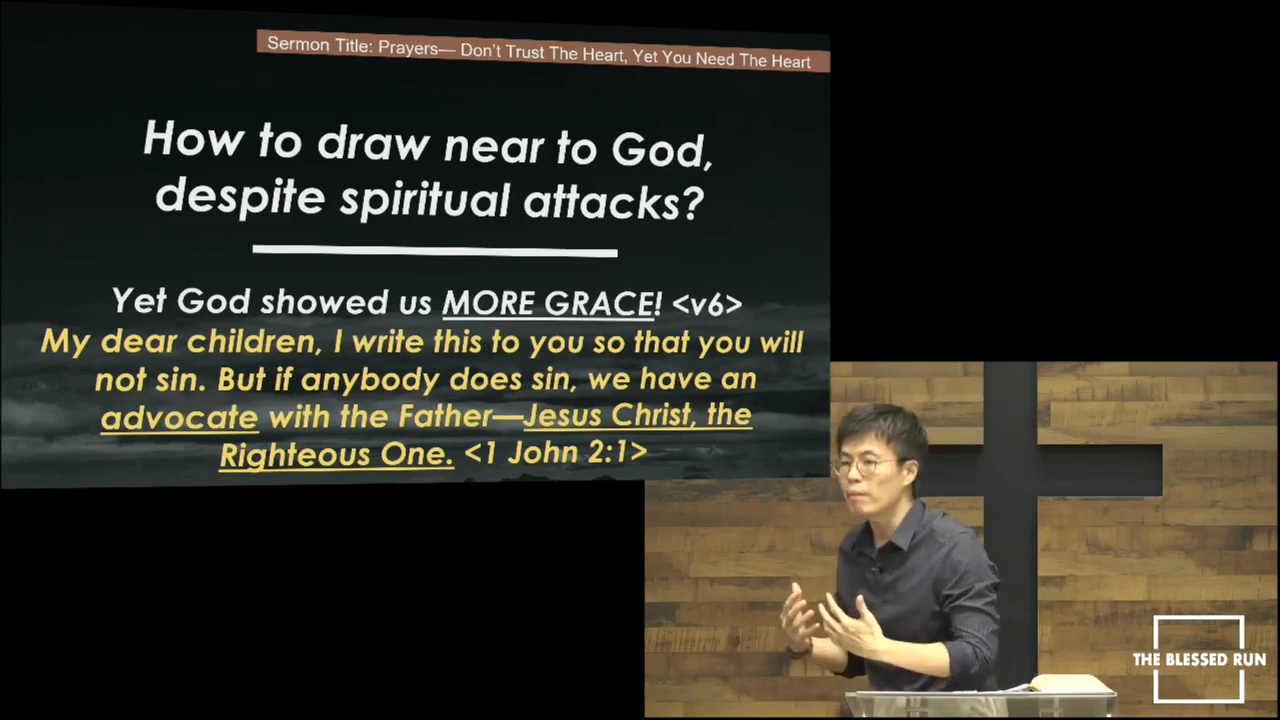 Sermon Title: Prayers— Don't Trust The Heart, Yet You Need The Heart
How to draw near to God,
despite spiritual attacks?
Yet God showed us MORE GRACE! <v6>
My dear children, I write this to you so that you will
not sin. But if anybody does sin, we have an
advocate with the Father—Jesus Christ, the
Righteous One. <1 John 2:1>
THE BLESSED RUN